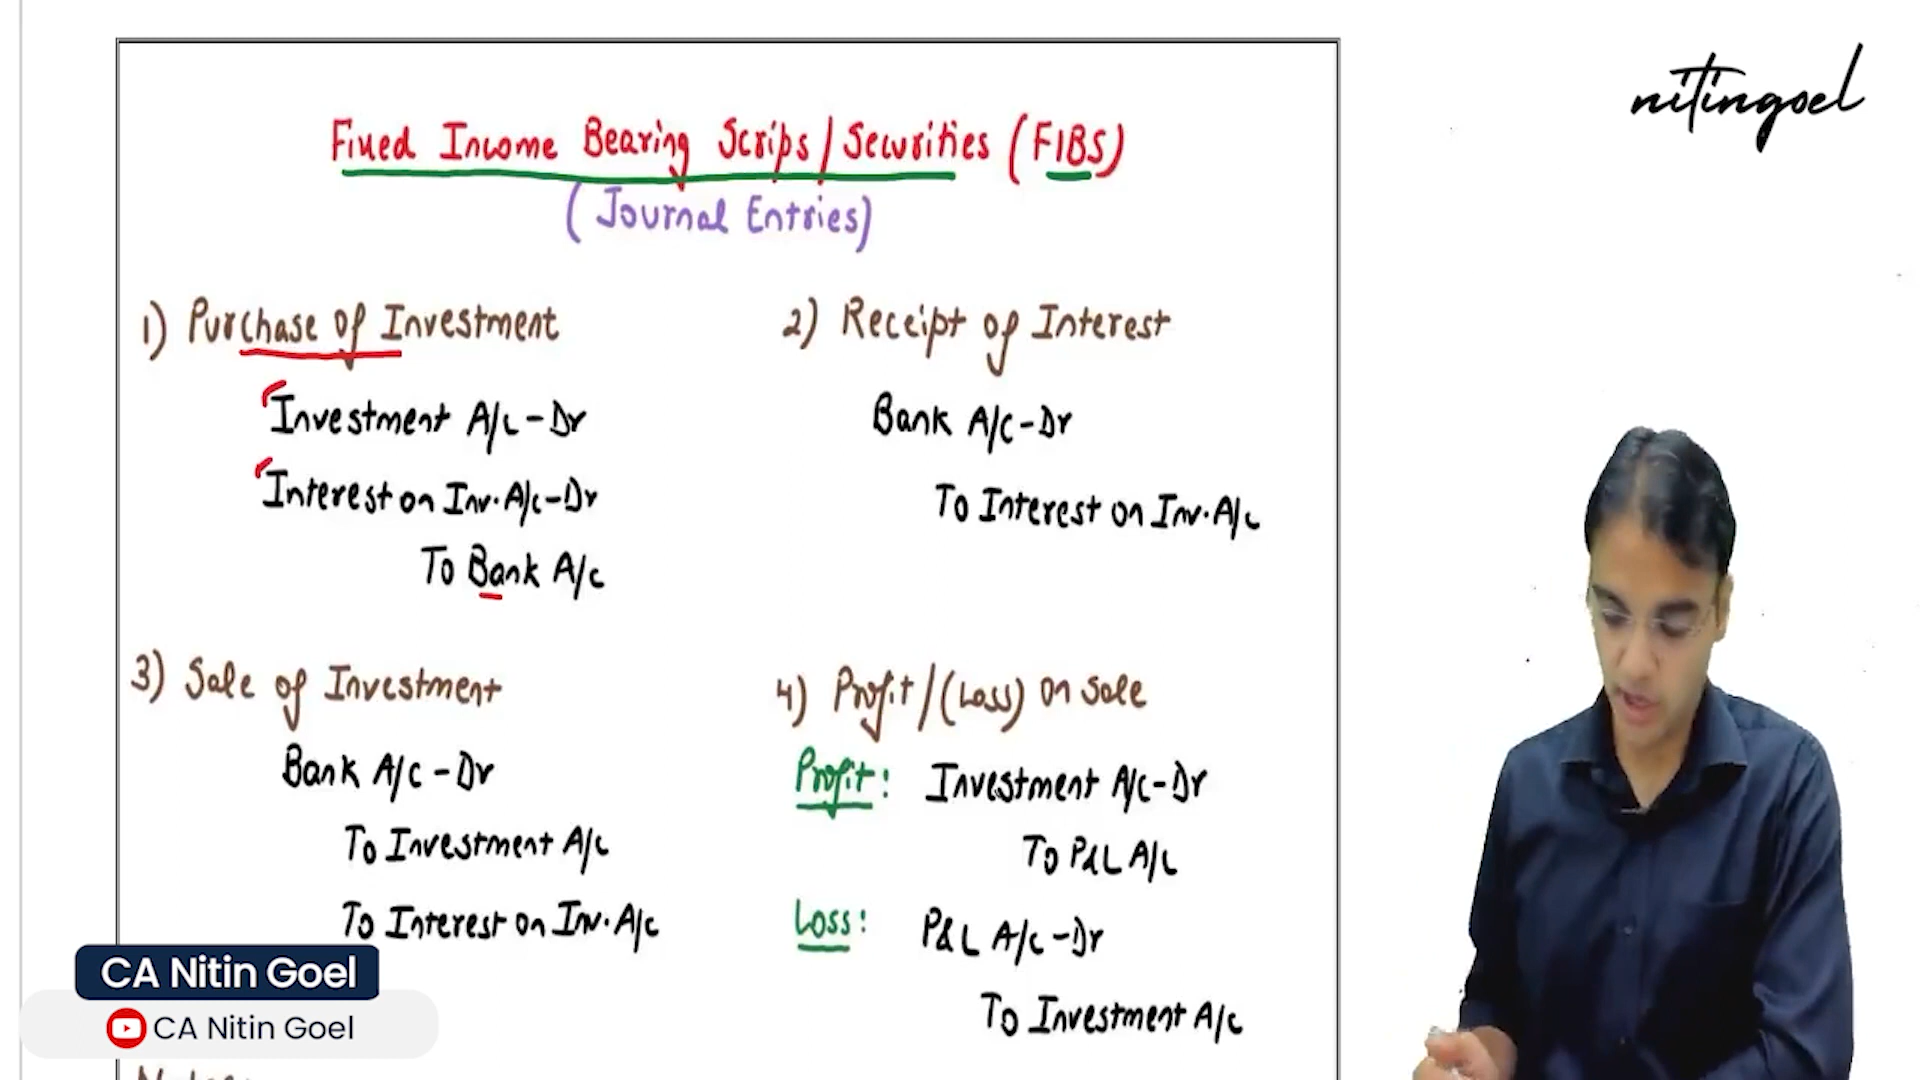 nitingoel
Fixed Income Bearing Scrips/Securities (FIBS)
(Journal Entries)
1) Purchase of Investment
Investment A/c-Dr
Interest on Inv. A/c-Dr
To Bank A/c
2) Receipt of Interest
Bank A/c-Dr
To Interest on Inv. A/c
3) Sale of Investment
Bank A/c-Dr
To Investment A/c
To Interest on Inv. A/c
4) Profit/(Loss) on sale
Profit: Investment A/c-Dr
To P&L A/c
Loss: P&L A/c-Dr
To Investment A/c
CA Nitin Goel
CA Nitin Goel